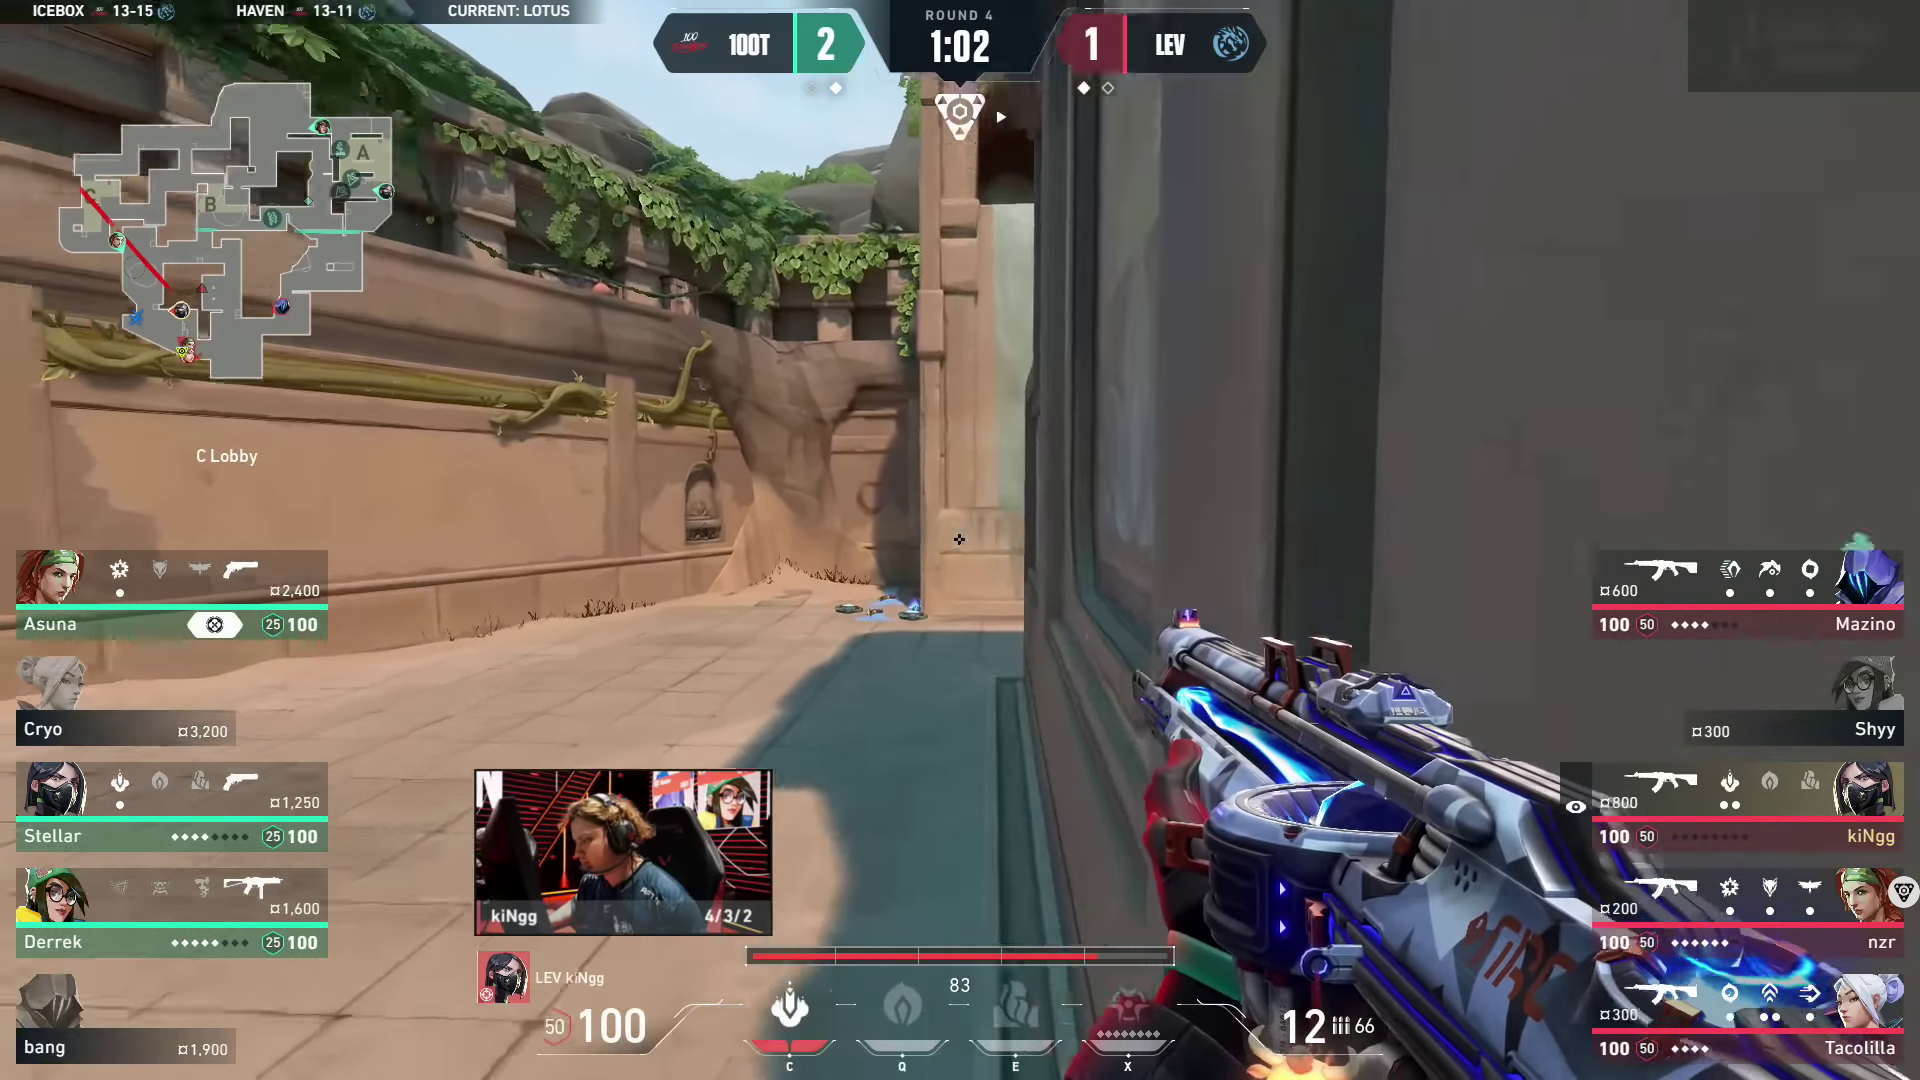 ICEBOX 13-15 HAVEN 13-11 CURRENT: LOTUS
100T 2 ROUND 4 1:02 1 LEV
100
A
B
C
C Lobby
¤2,400
Asuna 25 100
Cryo ¤3,200
¤1,250
Stellar 25 100
¤1,600
Derrek 25 100
bang ¤1,900
¤600
100 50 Mazino
¤300 Shyy
¤800
100 50 kiNgg
¤200
100 50 nzr
¤300
100 50 Tacolilla
kiNgg 4/3/2
LEV kiNgg
50 100
83
C Q E X
12 66